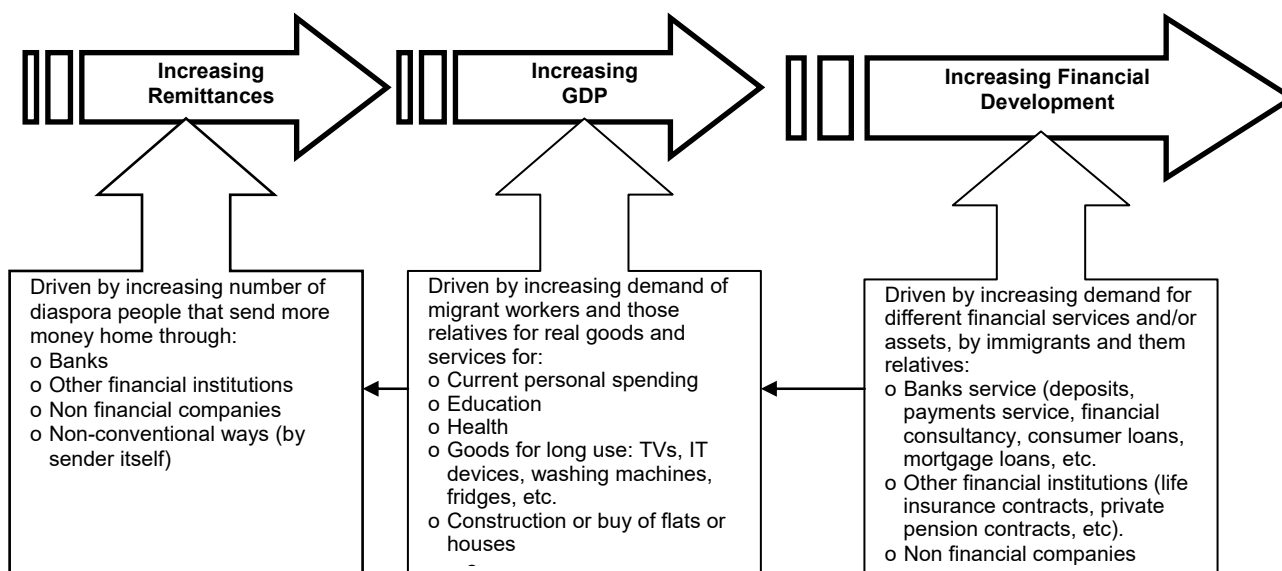 Increasing
Remittances
Increasing
GDP
Increasing Financial
Development
Driven by increasing number of
diaspora people that send more
money home through:
o Banks
o Other financial institutions
o Non financial companies
o Non-conventional ways (by
sender itself)
Driven by increasing demand of
migrant workers and those
relatives for real goods and
services for:
o Current personal spending
o Education
o Health
o Goods for long use: TVs, IT
devices, washing machines,
fridges, etc.
o Construction or buy of flats or
houses
Driven by increasing demand for
different financial services and/or
assets, by immigrants and them
relatives:
o Banks service (deposits,
payments service, financial
consultancy, consumer loans,
mortgage loans, etc.
o Other financial institutions (life
insurance contracts, private
pension contracts, etc).
o Non financial companies